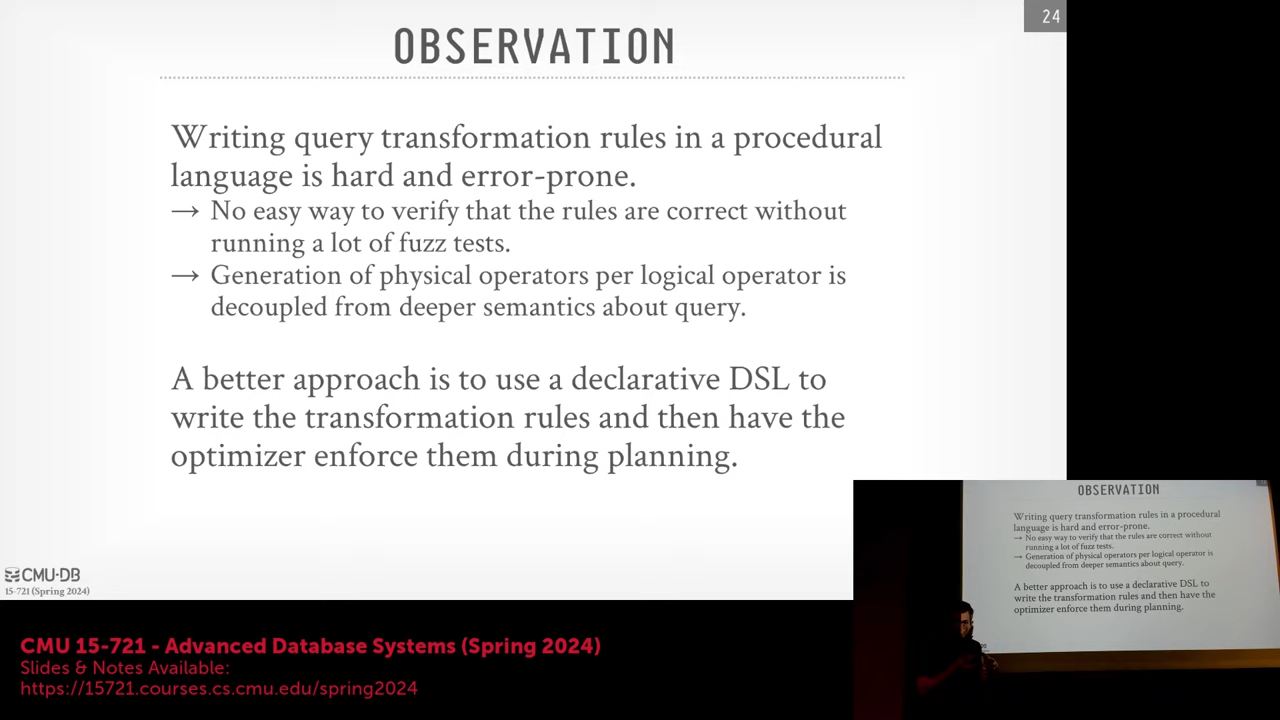 24
OBSERVATION
Writing query transformation rules in a procedural
language is hard and error-prone.
→ No easy way to verify that the rules are correct without
running a lot of fuzz tests.
→ Generation of physical operators per logical operator is
decoupled from deeper semantics about query.
A better approach is to use a declarative DSL to
write the transformation rules and then have the
optimizer enforce them during planning.
CMU·DB
15-721 (Spring 2024)
OBSERVATION
Writing query transformation rules in a procedural
language is hard and error-prone.
→ No easy way to verify that the rules are correct without
running a lot of fuzz tests.
→ Generation of physical operators per logical operator is
decoupled from deeper semantics about query.
A better approach is to use a declarative DSL to
write the transformation rules and then have the
optimizer enforce them during planning.
CMU 15-721 - Advanced Database Systems (Spring 2024)
Slides & Notes Available:
https://15721.courses.cs.cmu.edu/spring2024